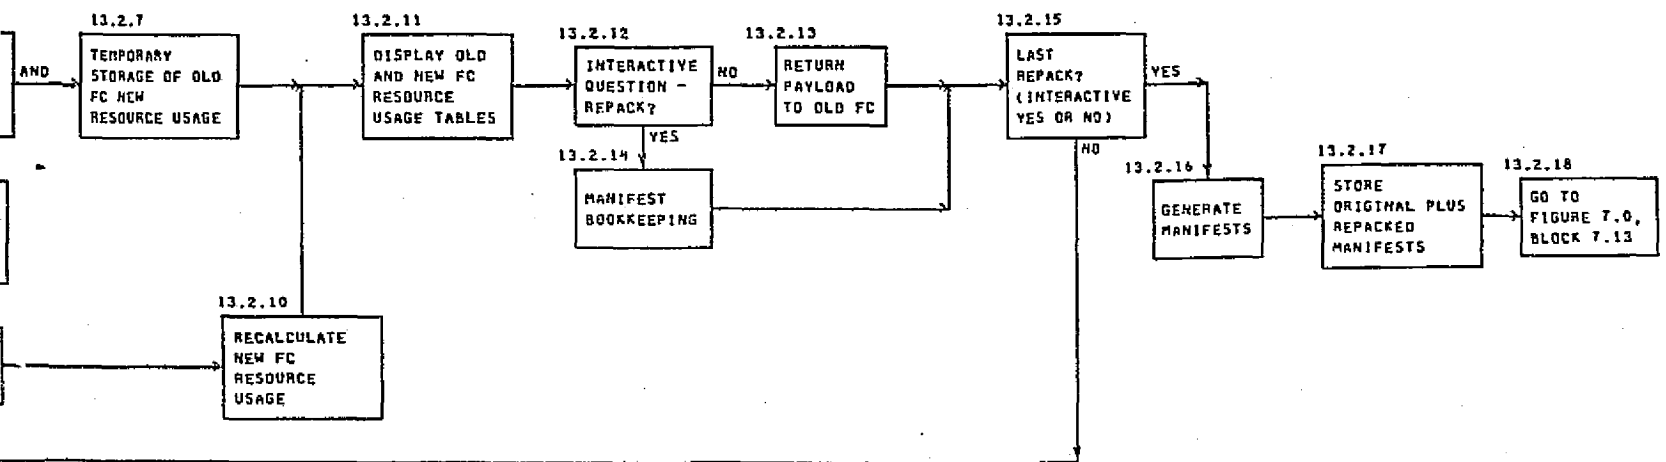 13.2.7
AND
TEMPORARY
STORAGE OF OLD
FC NEW
RESOURCE USAGE
13.2.11
DISPLAY OLD
AND NEW FC
RESOURCE
USAGE TABLES
13.2.12
INTERACTIVE
QUESTION -
REPACK?
NO
YES
13.2.13
RETURN
PAYLOAD
TO OLD FC
13.2.14
MANIFEST
BOOKKEEPING
13.2.15
LAST
REPACK?
(INTERACTIVE
YES OR NO)
YES
NO
13.2.16
GENERATE
MANIFESTS
13.2.17
STORE
ORIGINAL PLUS
REPACKED
MANIFESTS
13.2.18
GO TO
FIGURE 7.0,
BLOCK 7.13
13.2.10
RECALCULATE
NEW FC
RESOURCE
USAGE